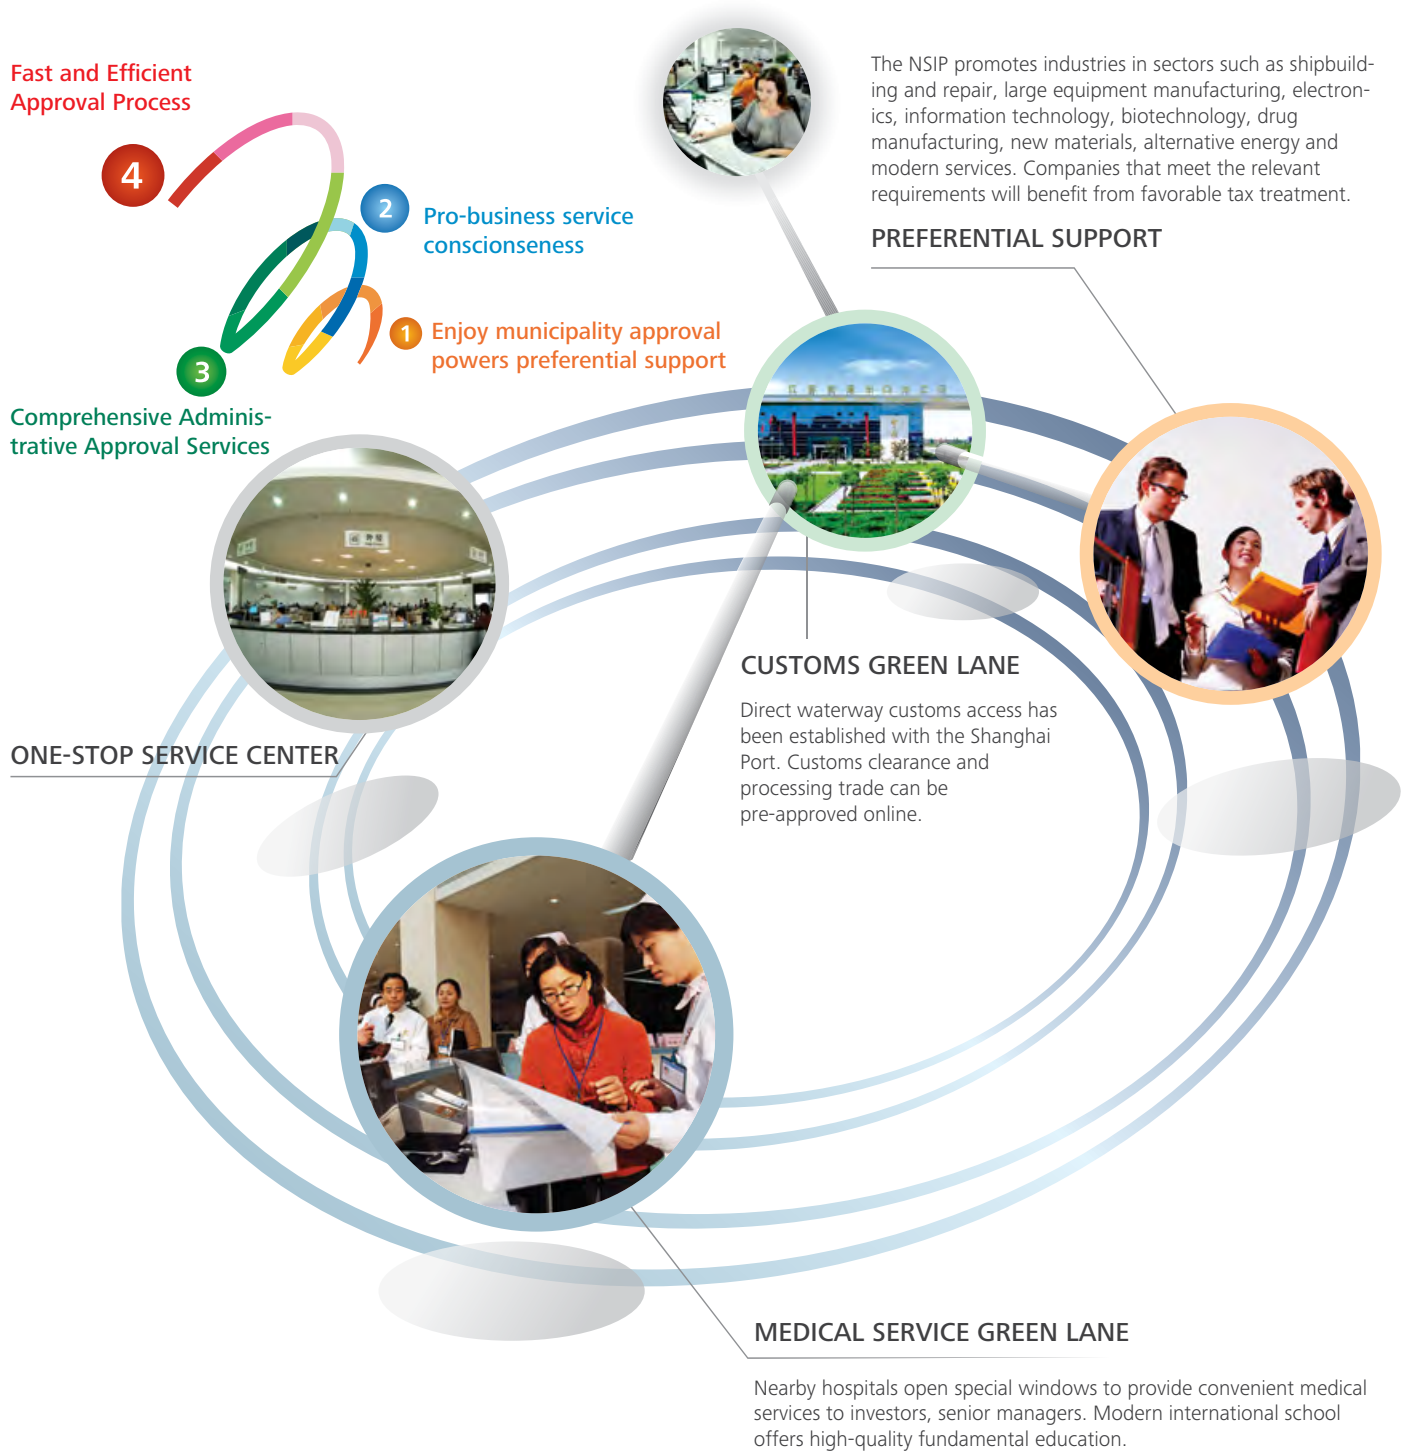 Fast and Efficient
Approval Process
4
2
Pro-business service
conscionseness
1
Enjoy municipality approval
powers preferential support
3
Comprehensive Adminis-
trative Approval Services
The NSIP promotes industries in sectors such as shipbuild-
ing and repair, large equipment manufacturing, electron-
ics, information technology, biotechnology, drug
manufacturing, new materials, alternative energy and
modern services. Companies that meet the relevant
requirements will benefit from favorable tax treatment.
PREFERENTIAL SUPPORT
ONE-STOP SERVICE CENTER
CUSTOMS GREEN LANE
Direct waterway customs access has
been established with the Shanghai
Port. Customs clearance and
processing trade can be
pre-approved online.
MEDICAL SERVICE GREEN LANE
Nearby hospitals open special windows to provide convenient medical
services to investors, senior managers. Modern international school
offers high-quality fundamental education.